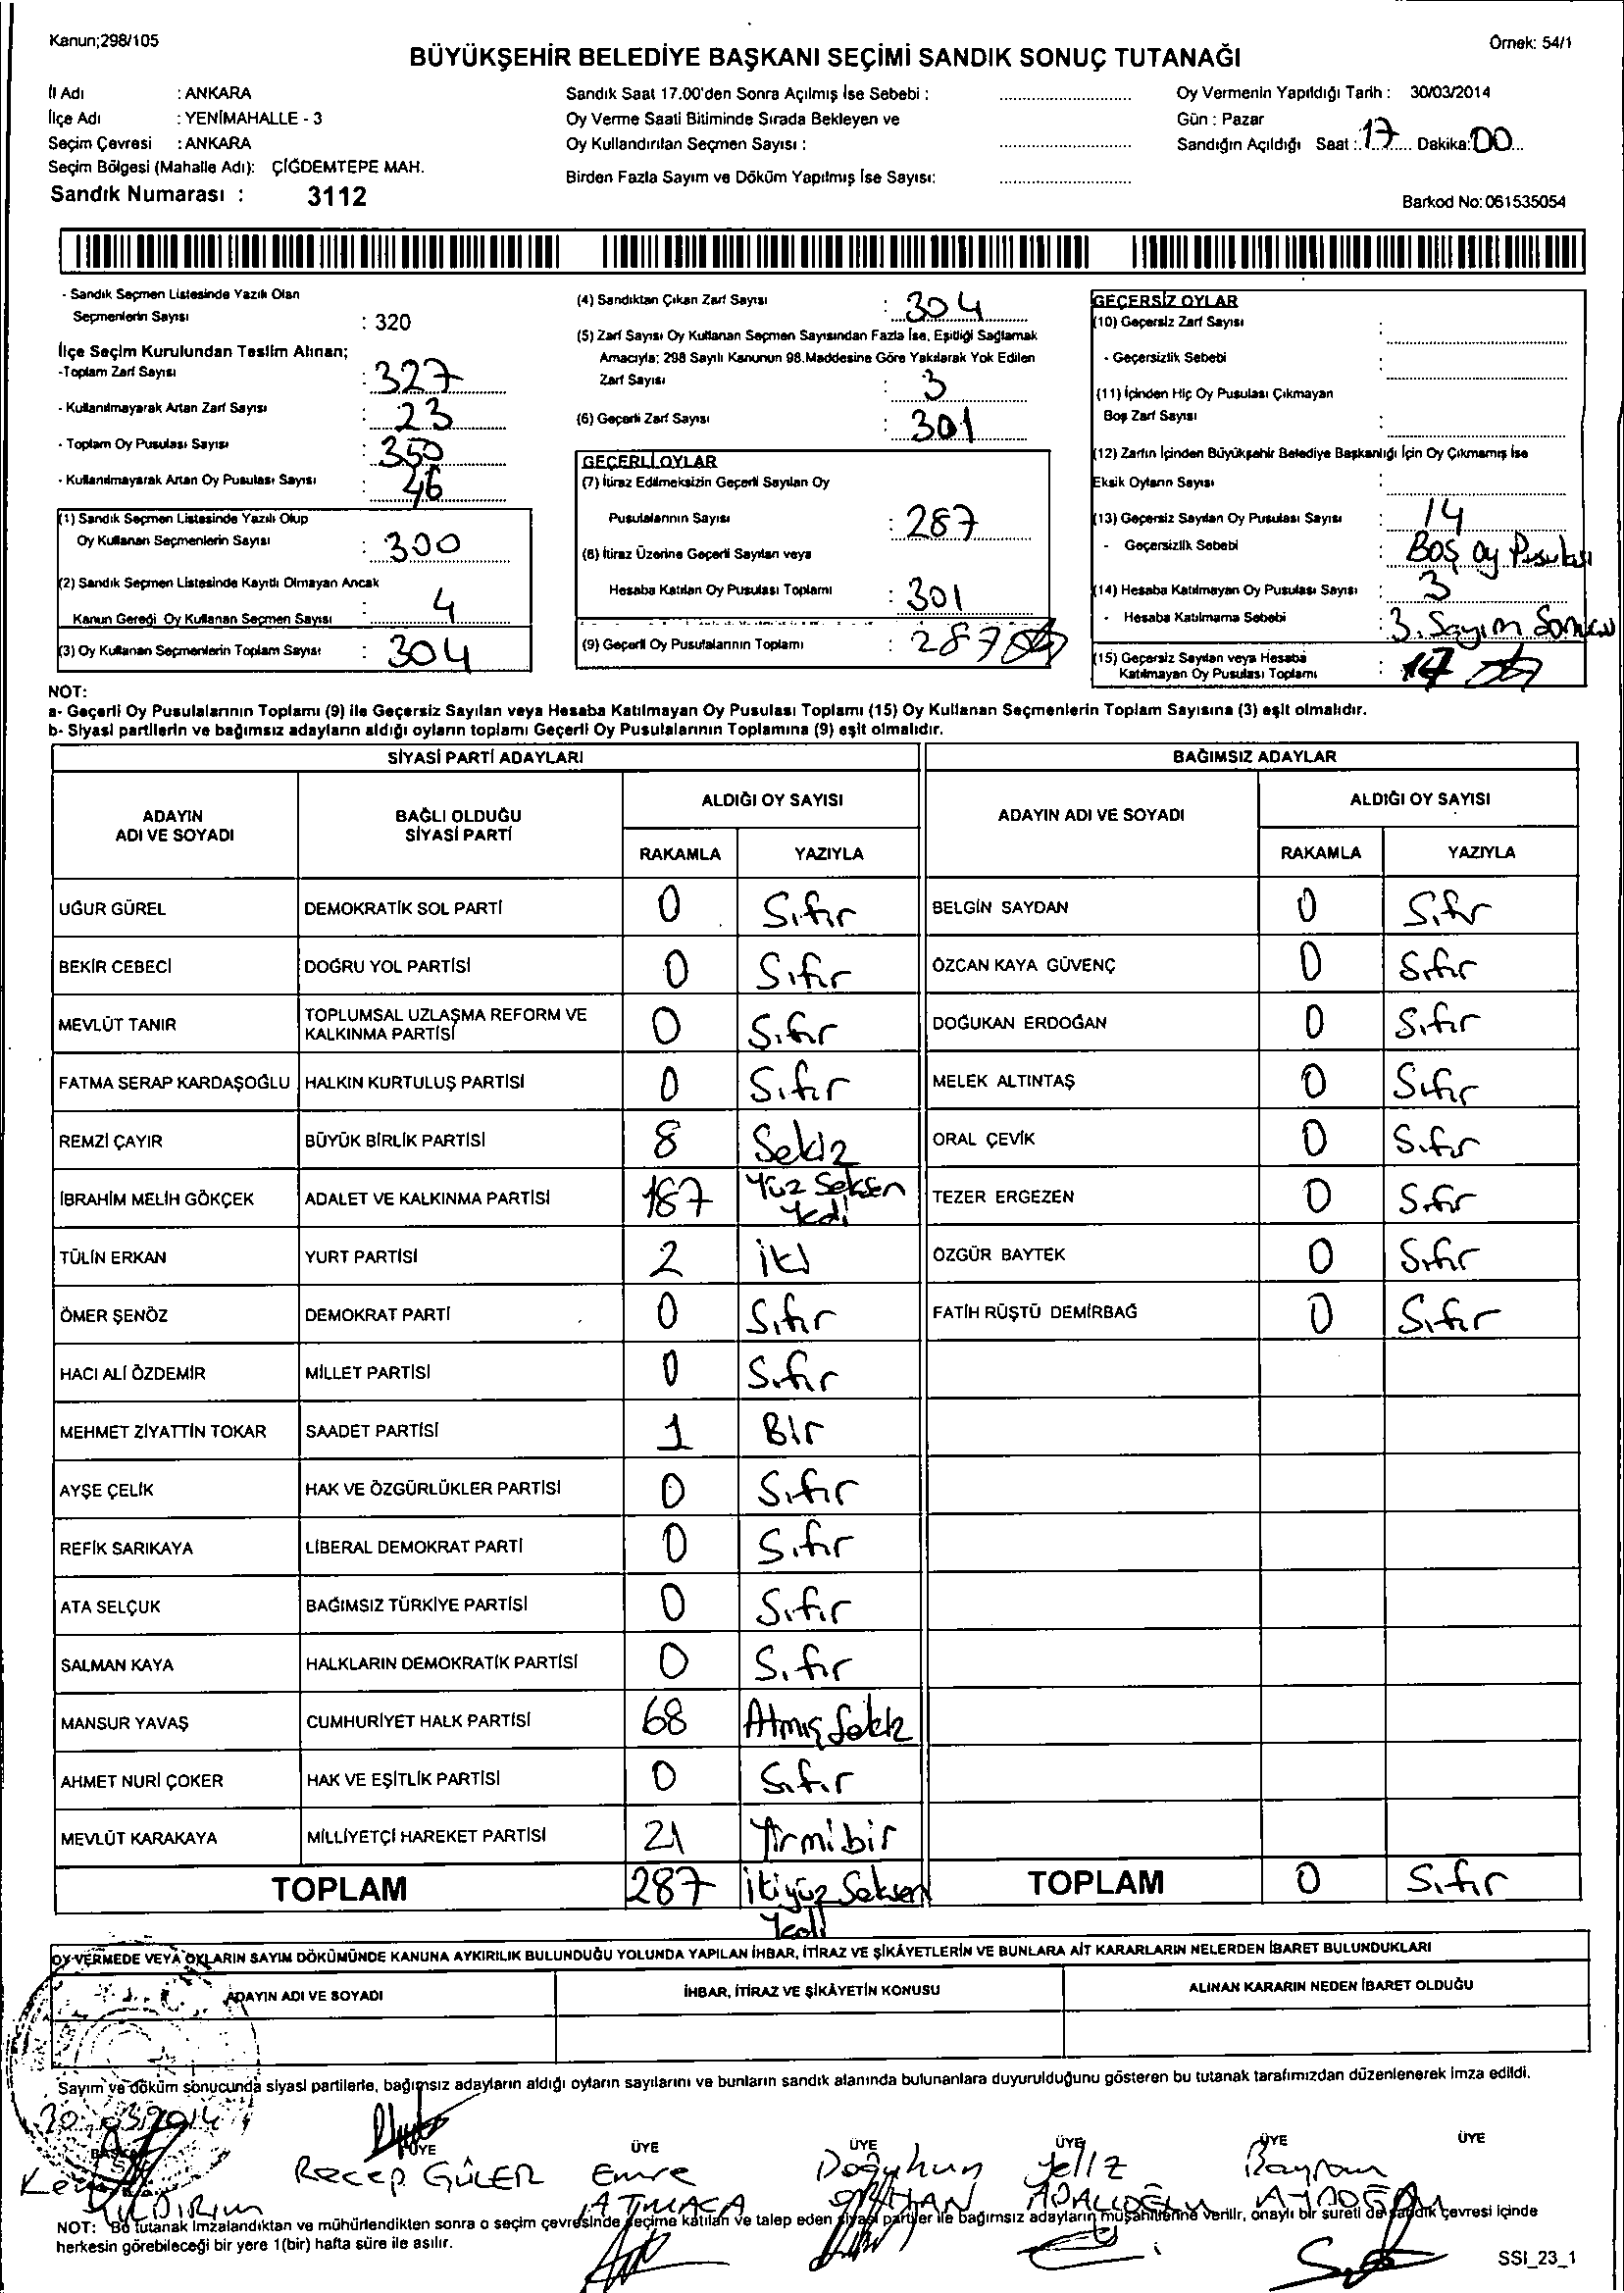 Kanun;298/105
Örnek: 54/1
BÜYÜKŞEHİR BELEDİYE BAŞKANI SEÇİMİ SANDIK SONUÇ TUTANAĞI
İl Adı : ANKARA
İlçe Adı : YENİMAHALLE - 3
Seçim Çevresi : ANKARA
Seçim Bölgesi (Mahalle Adı): ÇİĞDEMTEPE MAH.
Sandık Numarası : 3112
Sandık Saat 17.00'den Sonra Açılmış İse Sebebi :
Oy Verme Saati Bitiminde Sırada Bekleyen ve
Oy Kullandırılan Seçmen Sayısı :
Birden Fazla Sayım ve Döküm Yapılmış İse Sayısı:
Oy Vermenin Yapıldığı Tarih : 30/03/2014
Gün : Pazar
Sandığın Açıldığı Saat : 17 Dakika: 00
Barkod No: 061535054
- Sandık Seçmen Listesinde Yazılı Olan
Seçmenlerin Sayısı : 320
İlçe Seçim Kurulundan Teslim Alınan;
-Toplam Zarf Sayısı : 327
- Kullanılmayarak Artan Zarf Sayısı : 23
- Toplam Oy Pusulası Sayısı : 350
- Kullanılmayarak Artan Oy Pusulası Sayısı : 46
(1) Sandık Seçmen Listesinde Yazılı Olup
Oy Kullanan Seçmenlerin Sayısı : 300
(2) Sandık Seçmen Listesinde Kayıtlı Olmayan Ancak
Kanun Gereği Oy Kullanan Seçmen Sayısı : 4
(3) Oy Kullanan Seçmenlerin Toplam Sayısı : 304
(4) Sandıktan Çıkan Zarf Sayısı : 304
(5) Zarf Sayısı Oy Kullanan Seçmen Sayısından Fazla İse, Eşitliği Sağlamak
Amacıyla; 298 Sayılı Kanunun 98.Maddesine Göre Yakılarak Yok Edilen
Zarf Sayısı : 3
(6) Geçerli Zarf Sayısı : 301
GEÇERLİ OYLAR
(7) İtiraz Edilmeksizin Geçerli Sayılan Oy
Pusulalarının Sayısı : 287
(8) İtiraz Üzerine Geçerli Sayılan veya
Hesaba Katılan Oy Pusulası Toplamı : 301
(9) Geçerli Oy Pusulalarının Toplamı : 287
GEÇERSİZ OYLAR
(10) Geçersiz Zarf Sayısı :
- Geçersizlik Sebebi :
(11) İçinden Hiç Oy Pusulası Çıkmayan
Boş Zarf Sayısı :
(12) Zarfın İçinden Büyükşehir Belediye Başkanlığı İçin Oy Çıkmamış İse
Eksik Oyların Sayısı :
(13) Geçersiz Sayılan Oy Pusulası Sayısı : 14
- Geçersizlik Sebebi : Boş oy Pusulası
(14) Hesaba Katılmayan Oy Pusulası Sayısı : 3
- Hesaba Katılmama Sebebi : 3. Sayım Sonucu
(15) Geçersiz Sayılan veya Hesaba
Katılmayan Oy Pusulası Toplamı : 17
NOT:
a- Geçerli Oy Pusulalarının Toplamı (9) ile Geçersiz Sayılan veya Hesaba Katılmayan Oy Pusulası Toplamı (15) Oy Kullanan Seçmenlerin Toplam Sayısına (3) eşit olmalıdır.
b- Siyasi partilerin ve bağımsız adayların aldığı oyların toplamı Geçerli Oy Pusulalarının Toplamına (9) eşit olmalıdır.
SİYASİ PARTİ ADAYLARI
ADAYIN ADI VE SOYADI
BAĞLI OLDUĞU SİYASİ PARTİ
ALDIĞI OY SAYISI
RAKAMLA YAZIYLA
UĞUR GÜREL DEMOKRATİK SOL PARTİ 0 Sıfır
BEKİR CEBECİ DOĞRU YOL PARTİSİ 0 Sıfır
MEVLÜT TANIR TOPLUMSAL UZLAŞMA REFORM VE KALKINMA PARTİSİ 0 Sıfır
FATMA SERAP KARDAŞOĞLU HALKIN KURTULUŞ PARTİSİ 0 Sıfır
REMZİ ÇAYIR BÜYÜK BİRLİK PARTİSİ 8 Sekiz
İBRAHİM MELİH GÖKÇEK ADALET VE KALKINMA PARTİSİ 187 Yüz Seksen Yedi
TÜLİN ERKAN YURT PARTİSİ 2 iki
ÖMER ŞENÖZ DEMOKRAT PARTİ 0 Sıfır
HACI ALİ ÖZDEMİR MİLLET PARTİSİ 0 Sıfır
MEHMET ZİYATTİN TOKAR SAADET PARTİSİ 1 Bir
AYŞE ÇELİK HAK VE ÖZGÜRLÜKLER PARTİSİ 0 Sıfır
REFİK SARIKAYA LİBERAL DEMOKRAT PARTİ 0 Sıfır
ATA SELÇUK BAĞIMSIZ TÜRKİYE PARTİSİ 0 Sıfır
SALMAN KAYA HALKLARIN DEMOKRATİK PARTİSİ 0 Sıfır
MANSUR YAVAŞ CUMHURİYET HALK PARTİSİ 68 Atmış Sekiz
AHMET NURİ ÇOKER HAK VE EŞİTLİK PARTİSİ 0 Sıfır
MEVLÜT KARAKAYA MİLLİYETÇİ HAREKET PARTİSİ 21 Yirmibir
TOPLAM 287 ikiyüz Seksen Yedi
BAĞIMSIZ ADAYLAR
ADAYIN ADI VE SOYADI
ALDIĞI OY SAYISI
RAKAMLA YAZIYLA
BELGİN SAYDAN 0 Sıfır
ÖZCAN KAYA GÜVENÇ 0 Sıfır
DOĞUKAN ERDOĞAN 0 Sıfır
MELEK ALTINTAŞ 0 Sıfır
ORAL ÇEVİK 0 Sıfır
TEZER ERGEZEN 0 Sıfır
ÖZGÜR BAYTEK 0 Sıfır
FATİH RÜŞTÜ DEMİRBAĞ 0 Sıfır
TOPLAM 0 Sıfır
OY VERMEDE VEYA OYLARIN SAYIM DÖKÜMÜNDE KANUNA AYKIRILIK BULUNDUĞU YOLUNDA YAPILAN İHBAR, İTİRAZ VE ŞİKÂYETLERİN VE BUNLARA AİT KARARLARIN NELERDEN İBARET BULUNDUKLARI
ADAYIN ADI VE SOYADI
İHBAR, İTİRAZ VE ŞİKÂYETİN KONUSU
ALINAN KARARIN NEDEN İBARET OLDUĞU
Sayım ve döküm sonucunda siyasi partilerle, bağımsız adayların aldığı oyların sayılarını ve bunların sandık alanında bulunanlara duyurulduğunu gösteren bu tutanak tarafımızdan düzenlenerek imza edildi.
30.03.2014
BAŞKAN ÜYE ÜYE ÜYE ÜYE ÜYE ÜYE
YILDIRIM
Recep GÜLER
Emre ATMACA
Yeliz
Bayram
NOT: Bu tutanak imzalandıktan ve mühürlendikten sonra o seçim çevresinde seçime katılan ve talep eden siyasi partiler ile bağımsız adayların müşahitlerine verilir, onaylı bir sureti de sandık çevresi içinde
herkesin görebileceği bir yere 1(bir) hafta süre ile asılır.
SSI_23_1